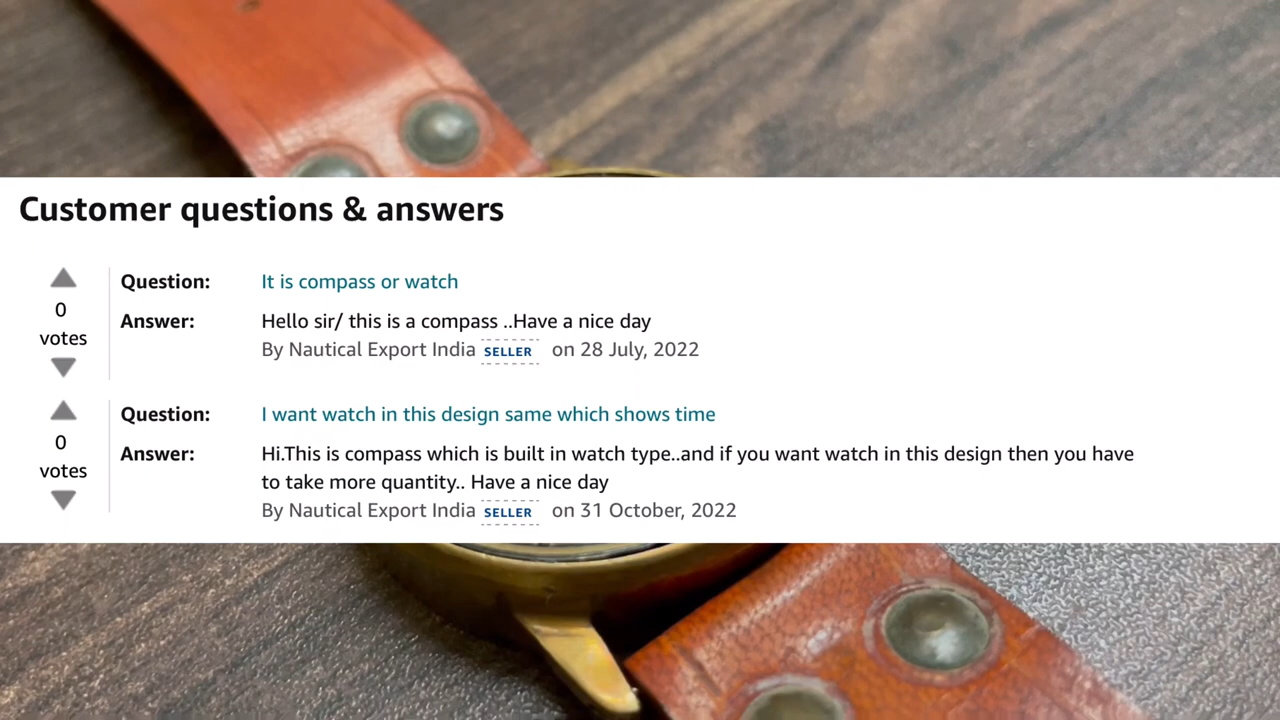 Customer questions & answers
0
votes
Question: It is compass or watch
Answer: Hello sir/ this is a compass ..Have a nice day
By Nautical Export India SELLER on 28 July, 2022
0
votes
Question: I want watch in this design same which shows time
Answer: Hi.This is compass which is built in watch type..and if you want watch in this design then you have
to take more quantity.. Have a nice day
By Nautical Export India SELLER on 31 October, 2022